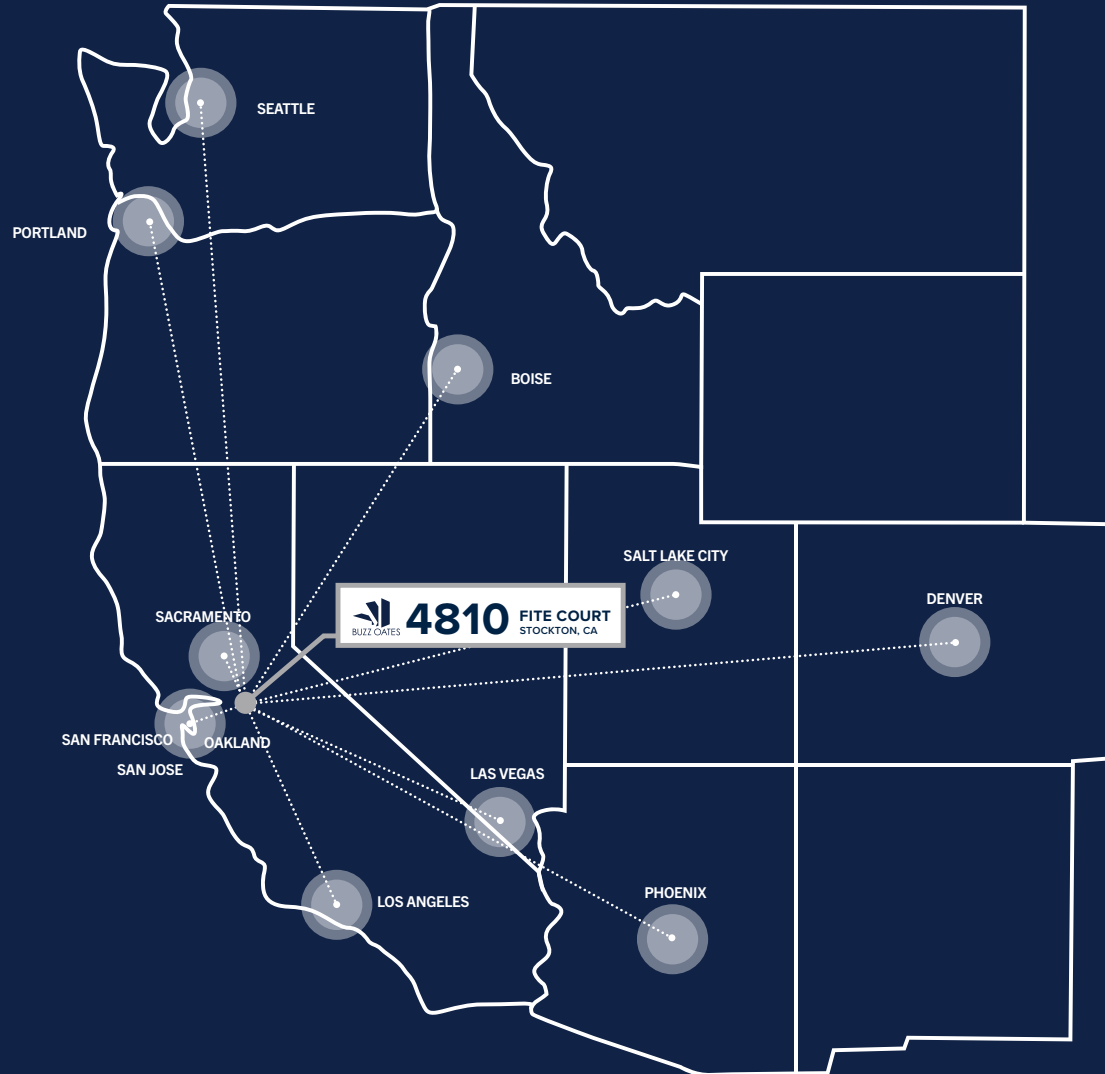 SEATTLE
PORTLAND
BOISE
SALT LAKE CITY
DENVER
SACRAMENTO
4810
FITE COURT
STOCKTON, CA
BUZZ OATES
SAN FRANCISCO
OAKLAND
SAN JOSE
LAS VEGAS
LOS ANGELES
PHOENIX